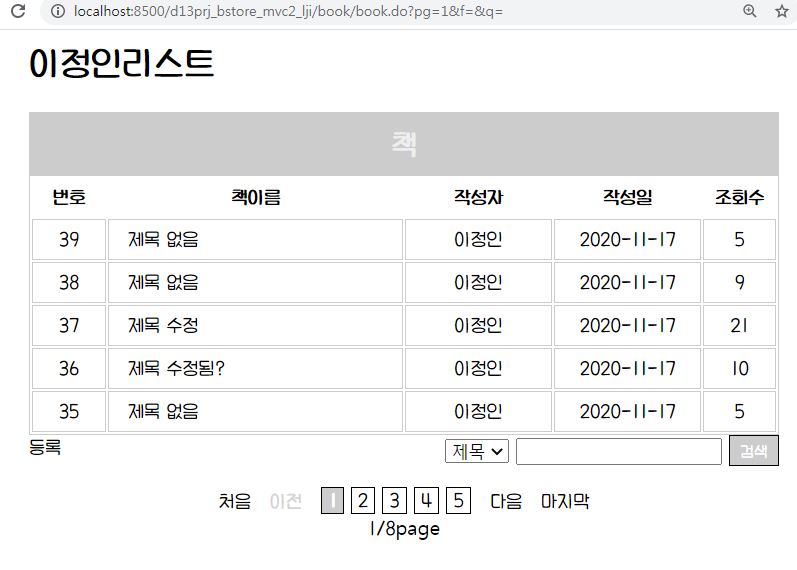 localhost:8500/d13prj_bstore_mvc2_lji/book/book.do?pg=1&f=&q=
이정인리스트
책
번호 책이름 작성자 작성일 조회수
39 제목 없음 이정인 2020-11-17 5
38 제목 없음 이정인 2020-11-17 9
37 제목 수정 이정인 2020-11-17 21
36 제목 수정됨? 이정인 2020-11-17 10
35 제목 없음 이정인 2020-11-17 5
등록 제목 검색
처음 이전 1 2 3 4 5 다음 마지막
1/8page